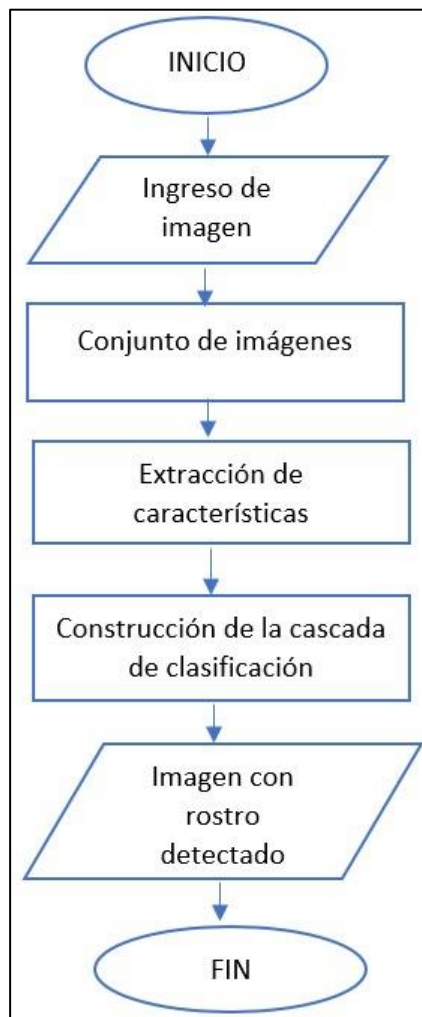 INICIO
Ingreso de
imagen
Conjunto de imágenes
Extracción de
características
Construcción de la cascada
de clasificación
Imagen con
rostro
detectado
FIN